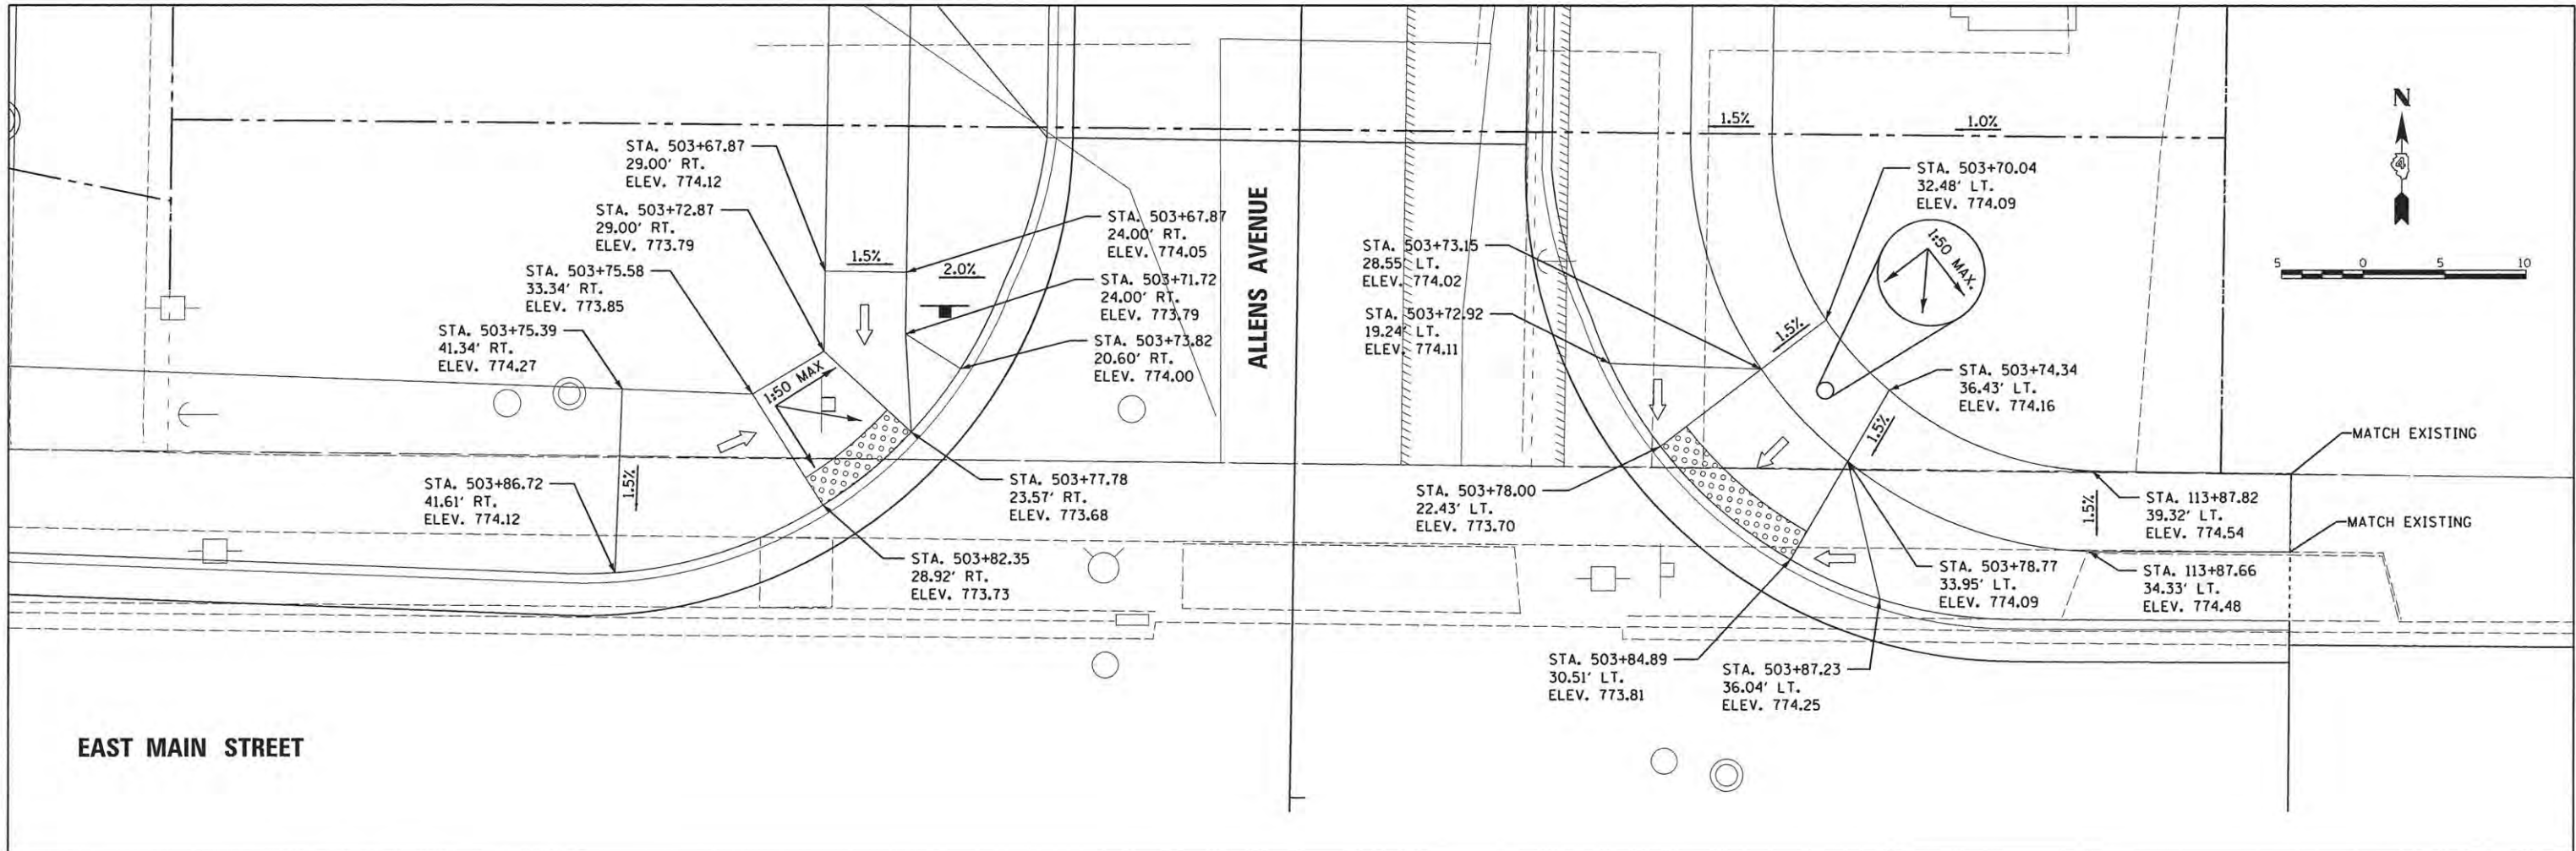 STA. 503+67.87
29.00' RT.
ELEV. 774.12
STA. 503+72.87
29.00' RT.
ELEV. 773.79
STA. 503+75.58
33.34' RT.
ELEV. 773.85
STA. 503+75.39
41.34' RT.
ELEV. 774.27
STA. 503+86.72
41.61' RT.
ELEV. 774.12
1.5%
1:50 MAX
1.5%
2.0%
STA. 503+67.87
24.00' RT.
ELEV. 774.05
STA. 503+71.72
24.00' RT.
ELEV. 773.79
STA. 503+73.82
20.60' RT.
ELEV. 774.00
STA. 503+77.78
23.57' RT.
ELEV. 773.68
STA. 503+82.35
28.92' RT.
ELEV. 773.73
ALLENS AVENUE
STA. 503+73.15
28.55' LT.
ELEV. 774.02
STA. 503+72.92
19.24' LT.
ELEV. 774.11
STA. 503+78.00
22.43' LT.
ELEV. 773.70
STA. 503+84.89
30.51' LT.
ELEV. 773.81
STA. 503+87.23
36.04' LT.
ELEV. 774.25
1.5%
1.0%
STA. 503+70.04
32.48' LT.
ELEV. 774.09
1:50 MAX.
1.5%
STA. 503+74.34
36.43' LT.
ELEV. 774.16
1.5%
STA. 503+78.77
33.95' LT.
ELEV. 774.09
1.5%
STA. 113+87.82
39.32' LT.
ELEV. 774.54
STA. 113+87.66
34.33' LT.
ELEV. 774.48
MATCH EXISTING
MATCH EXISTING
N
4
5 0 5 10
EAST MAIN STREET